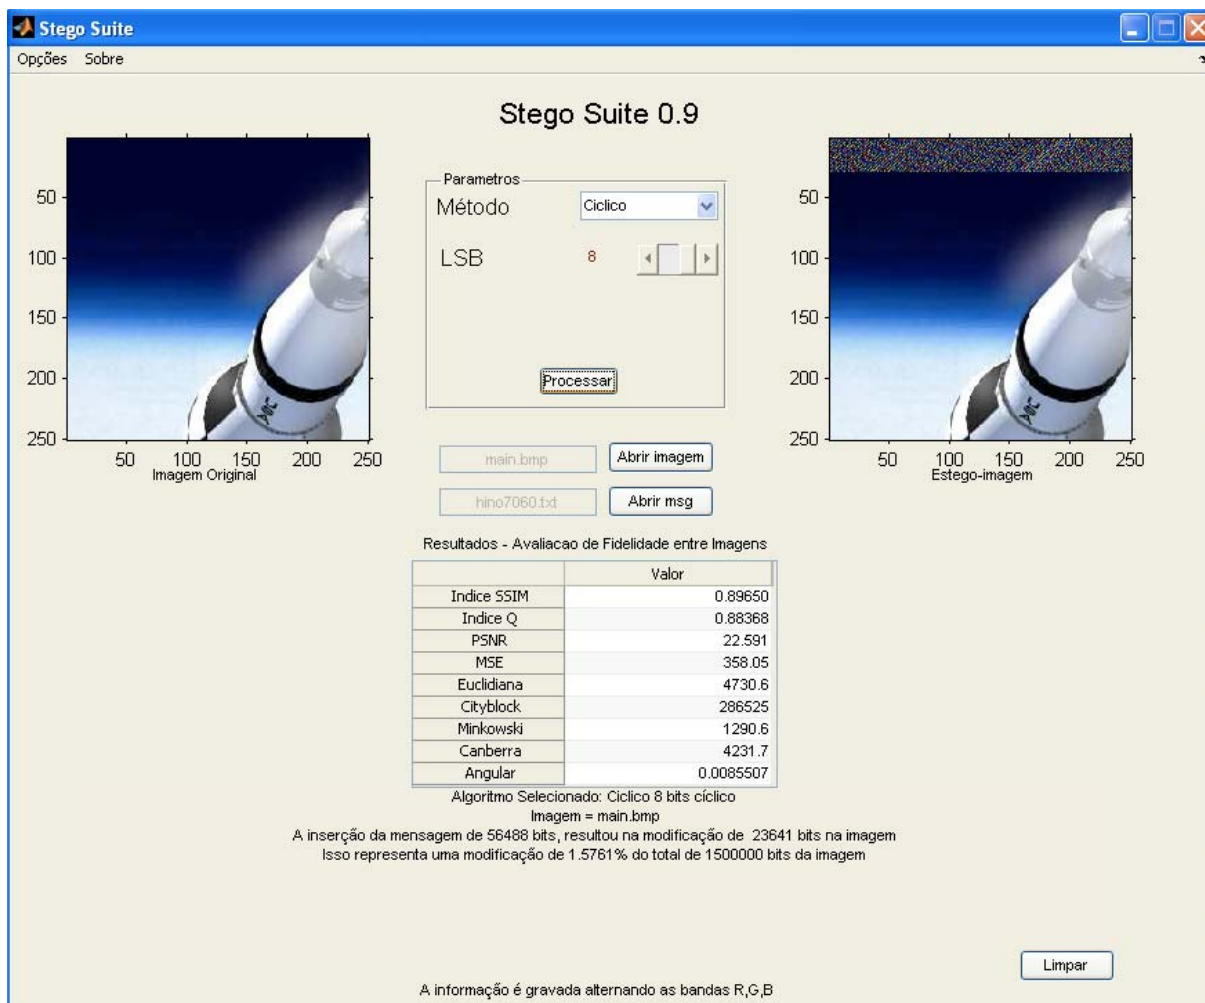 Stego Suite
Opções Sobre
Stego Suite 0.9
50
100
150
200
250
50 100 150 200 250
Imagem Original
Parametros
Método Ciclico
LSB 8
Processar
50
100
150
200
250
50 100 150 200 250
Estego-imagem
main.bmp Abrir imagem
hino7060.txt Abrir msg
Resultados - Avaliacao de Fidelidade entre Imagens
Valor
Indice SSIM 0.89650
Indice Q 0.88368
PSNR 22.591
MSE 358.05
Euclidiana 4730.6
Cityblock 286525
Minkowski 1290.6
Canberra 4231.7
Angular 0.0085507
Algoritmo Selecionado: Ciclico 8 bits cíclico
Imagem = main.bmp
A inserção da mensagem de 56488 bits, resultou na modificação de 23641 bits na imagem
Isso representa uma modificação de 1.5761% do total de 1500000 bits da imagem
Limpar
A informação é gravada alternando as bandas R,G,B